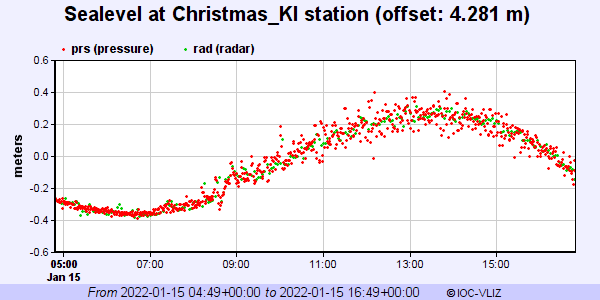 Sealevel at Christmas_KI station (offset: 4.281 m)
prs (pressure) rad (radar)
0.6
0.4
0.2
0.0
-0.2
-0.4
-0.6
meters
05:00 07:00 09:00 11:00 13:00 15:00
Jan 15
From 2022-01-15 04:49+00:00 to 2022-01-15 16:49+00:00 © IOC-VLIZ